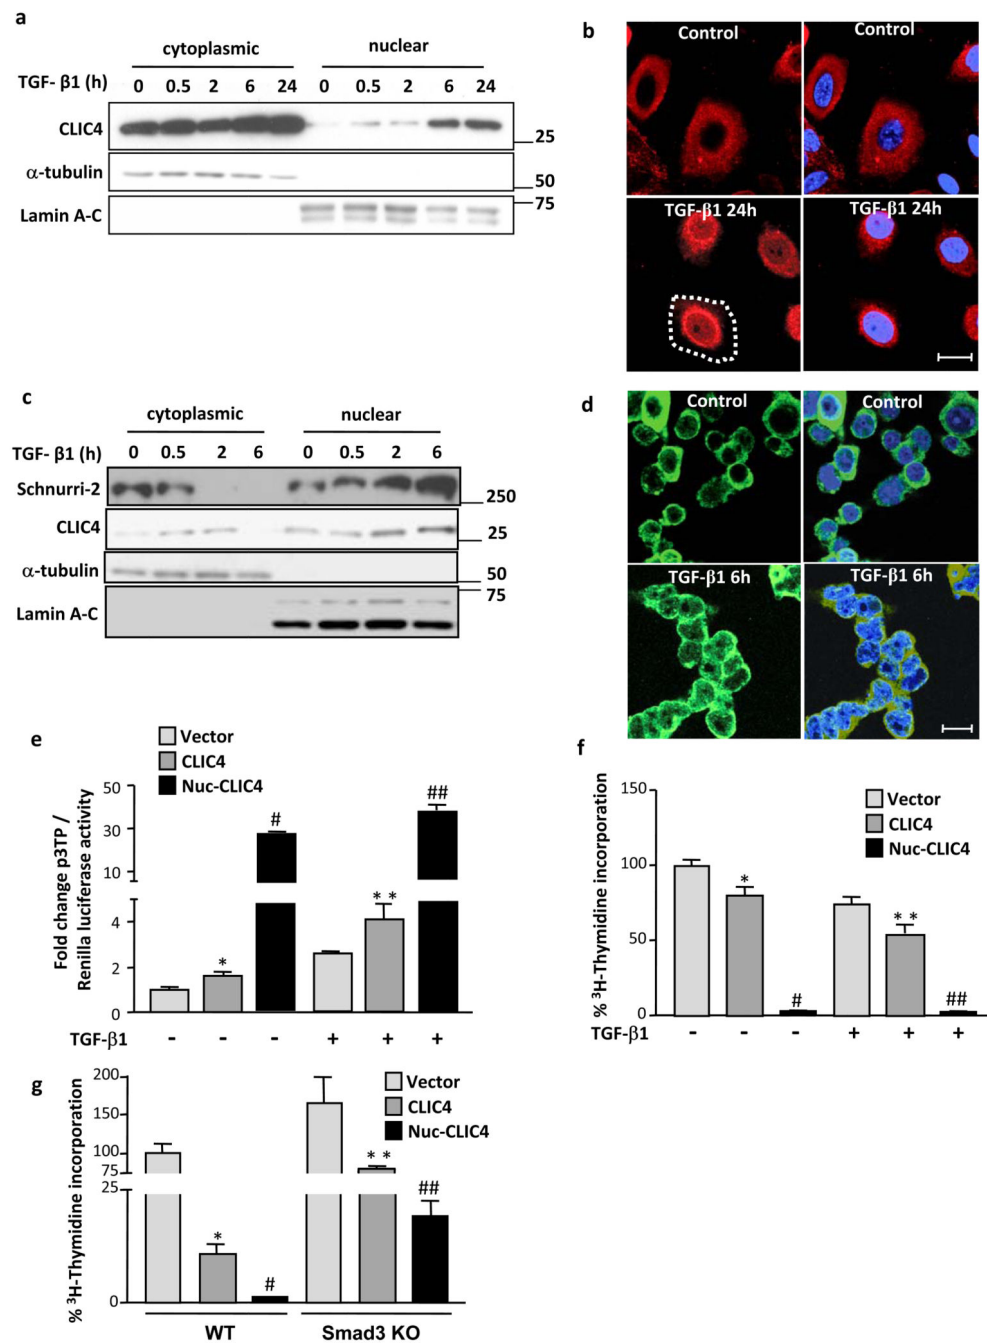 a
cytoplasmic nuclear
TGF- β1 (h) 0 0.5 2 6 24 0 0.5 2 6 24
CLIC4 25
α-tubulin 50
Lamin A-C 75
b
Control Control
TGF-β1 24h TGF-β1 24h
c
cytoplasmic nuclear
TGF- β1 (h) 0 0.5 2 6 0 0.5 2 6
Schnurri-2 250
CLIC4 25
α-tubulin 50
Lamin A-C 75
d
Control Control
TGF-β1 6h TGF-β1 6h
e
Vector
CLIC4
Nuc-CLIC4
Fold change p3TP /
Renilla luciferase activity
50
30
10
4
2
0
* # ** ##
TGF-β1 - - - + + +
f
Vector
CLIC4
Nuc-CLIC4
% ³H-Thymidine incorporation
150
100
50
0
* # ** ##
TGF-β1 - - - + + +
g
Vector
CLIC4
Nuc-CLIC4
% ³H-Thymidine incorporation
200
150
100
75
25
0
* # ** ##
WT Smad3 KO